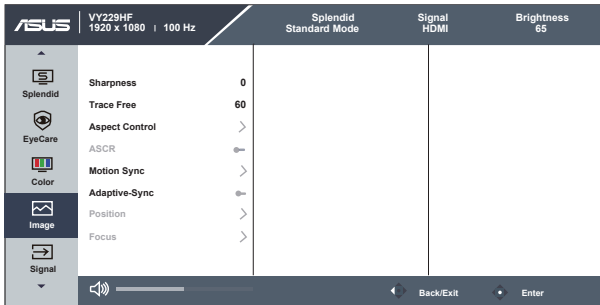 ASUS
VY229HF
1920 x 1080 | 100 Hz
Splendid
Standard Mode
Signal
HDMI
Brightness
65
Splendid
EyeCare
Color
Image
Signal
Sharpness 0
Trace Free 60
Aspect Control
ASCR
Motion Sync
Adaptive-Sync
Position
Focus
Back/Exit
Enter